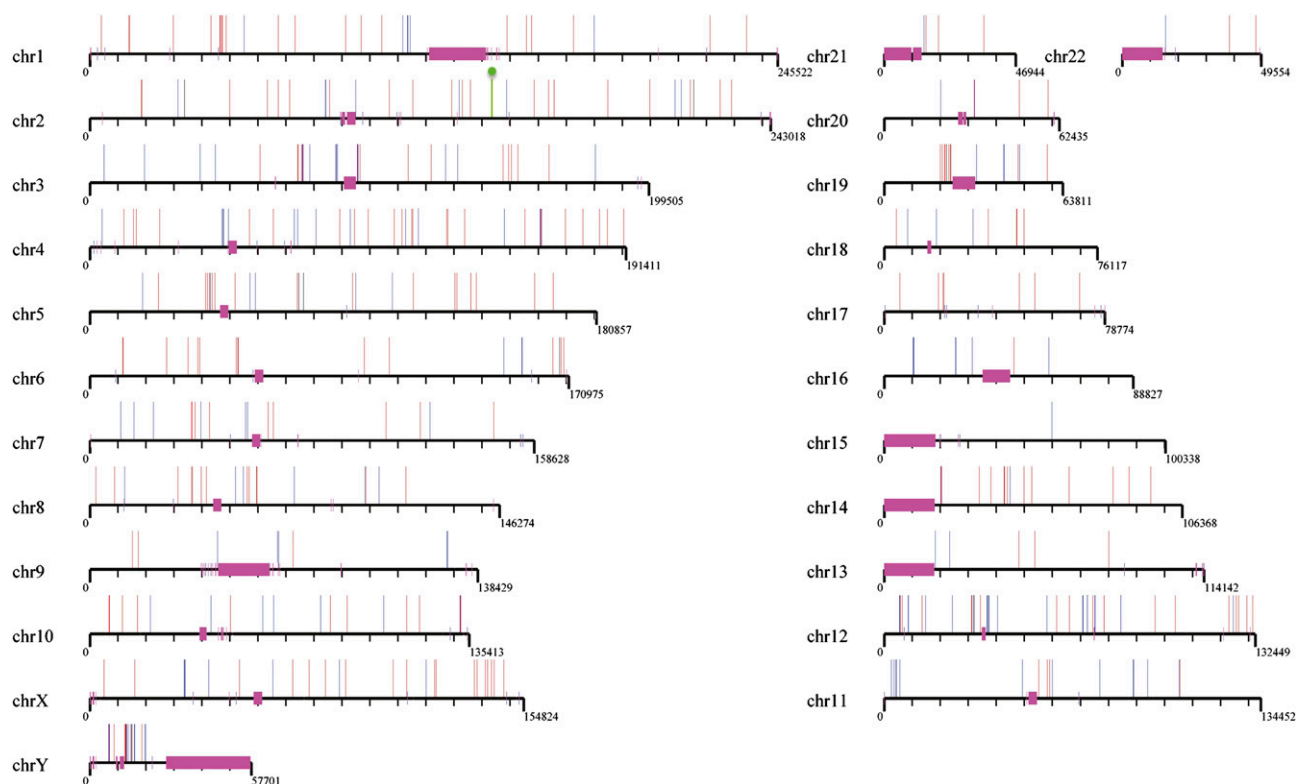 chr1 0 245522 chr21 0 46944 chr22 0 49554
chr2 0 243018 chr20 0 62435
chr3 0 199505 chr19 0 63811
chr4 0 191411 chr18 0 76117
chr5 0 180857 chr17 0 78774
chr6 0 170975 chr16 0 88827
chr7 0 158628 chr15 0 100338
chr8 0 146274 chr14 0 106368
chr9 0 138429 chr13 0 114142
chr10 0 135413 chr12 0 132449
chrX 0 154824 chr11 0 134452
chrY 0 57701